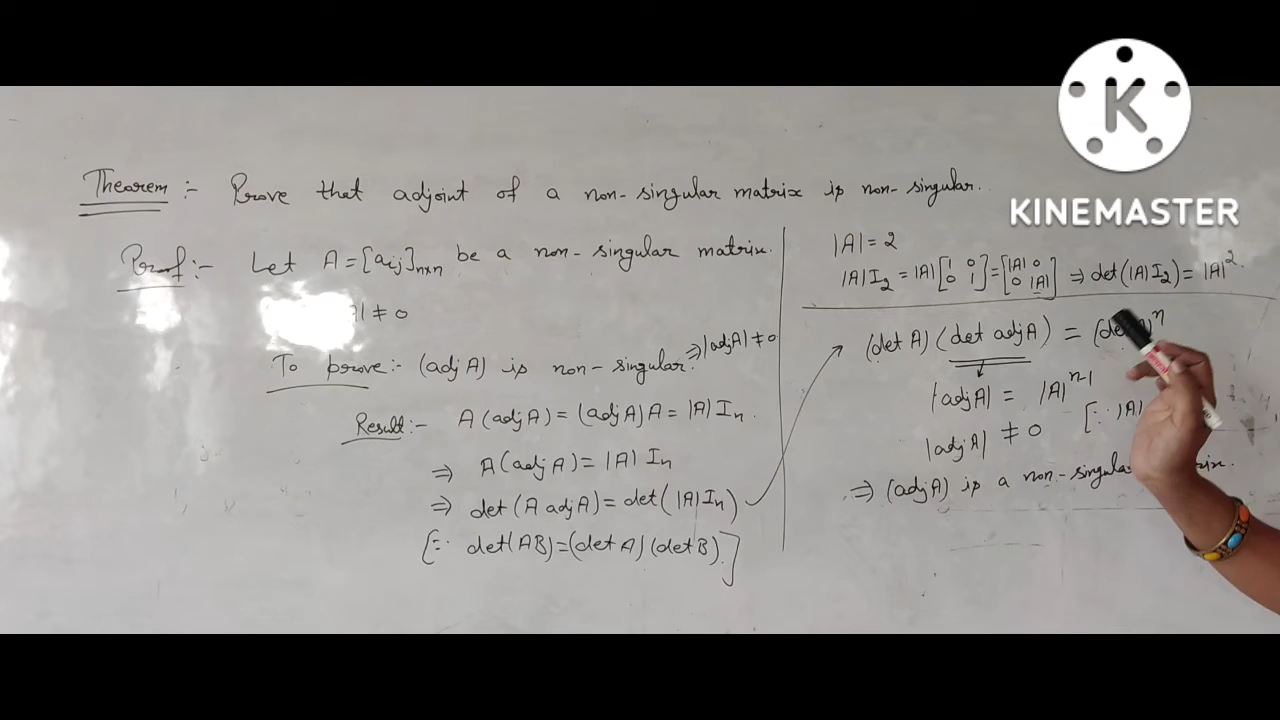 KINEMASTER
Theorem :- Prove that adjoint of a non-singular matrix is non-singular.
Proof :- Let A = [aij]n×n be a non-singular matrix.
A| ≠ 0
To prove :- (adj A) is non-singular. ⇒ |adj A| ≠ 0
Result :- A (adj A) = (adj A) A = |A| In.
⇒ A (adj A) = |A| In
⇒ det (A adj A) = det (|A| In)
[∵ det(AB) = (det A) (det B)]
|A| = 2
|A| I2 = |A| [1 0; 0 1] = [|A| 0; 0 |A|] ⇒ det (|A| I2) = |A|^2.
(det A) (det adj A) = (de )^n
|adj A| = |A|^n-1
|adj A| ≠ 0 [∵ |A|
⇒ (adj A) is a non-singula